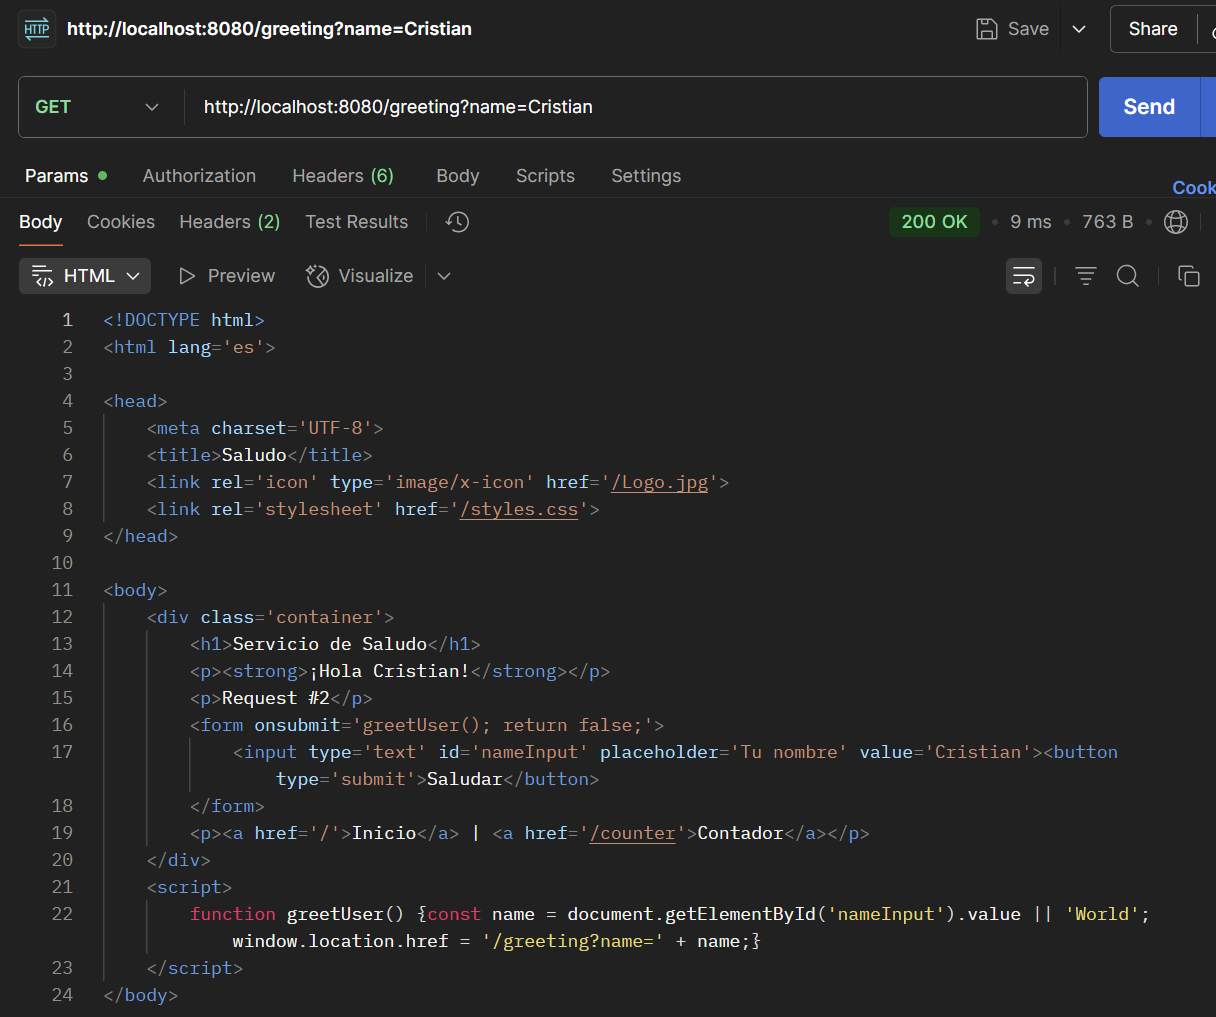 HTTP http://localhost:8080/greeting?name=Cristian Save Share
GET http://localhost:8080/greeting?name=Cristian Send
Params Authorization Headers (6) Body Scripts Settings
Cook
Body Cookies Headers (2) Test Results 200 OK 9 ms 763 B
HTML Preview Visualize
1 <!DOCTYPE html>
2 <html lang='es'>
3
4 <head>
5     <meta charset='UTF-8'>
6     <title>Saludo</title>
7     <link rel='icon' type='image/x-icon' href='/Logo.jpg'>
8     <link rel='stylesheet' href='/styles.css'>
9 </head>
10
11 <body>
12     <div class='container'>
13         <h1>Servicio de Saludo</h1>
14         <p><strong>¡Hola Cristian!</strong></p>
15         <p>Request #2</p>
16         <form onsubmit='greetUser(); return false;'>
17             <input type='text' id='nameInput' placeholder='Tu nombre' value='Cristian'><button
type='submit'>Saludar</button>
18         </form>
19         <p><a href='/'>Inicio</a> | <a href='/counter'>Contador</a></p>
20     </div>
21     <script>
22         function greetUser() {const name = document.getElementById('nameInput').value || 'World';
window.location.href = '/greeting?name=' + name;}
23     </script>
24 </body>